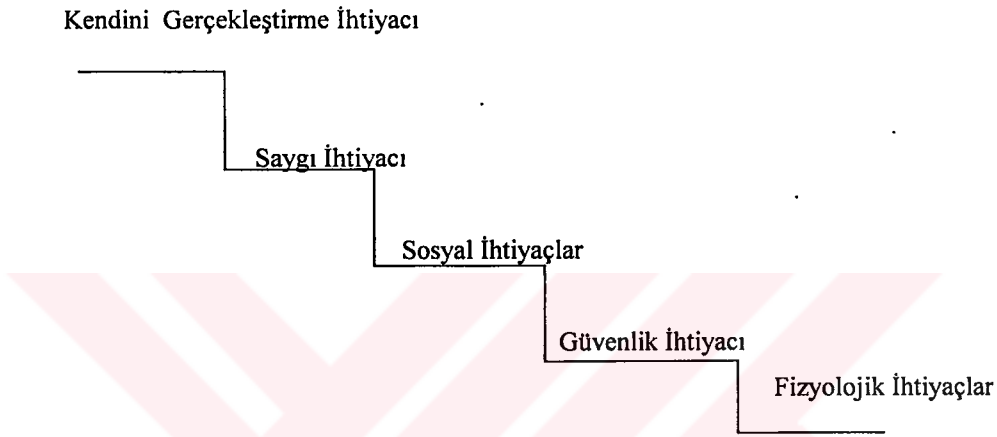 Kendini Gerçekleştirme İhtiyacı
Saygı İhtiyacı
Sosyal İhtiyaçlar
Güvenlik İhtiyacı
Fizyolojik İhtiyaçlar